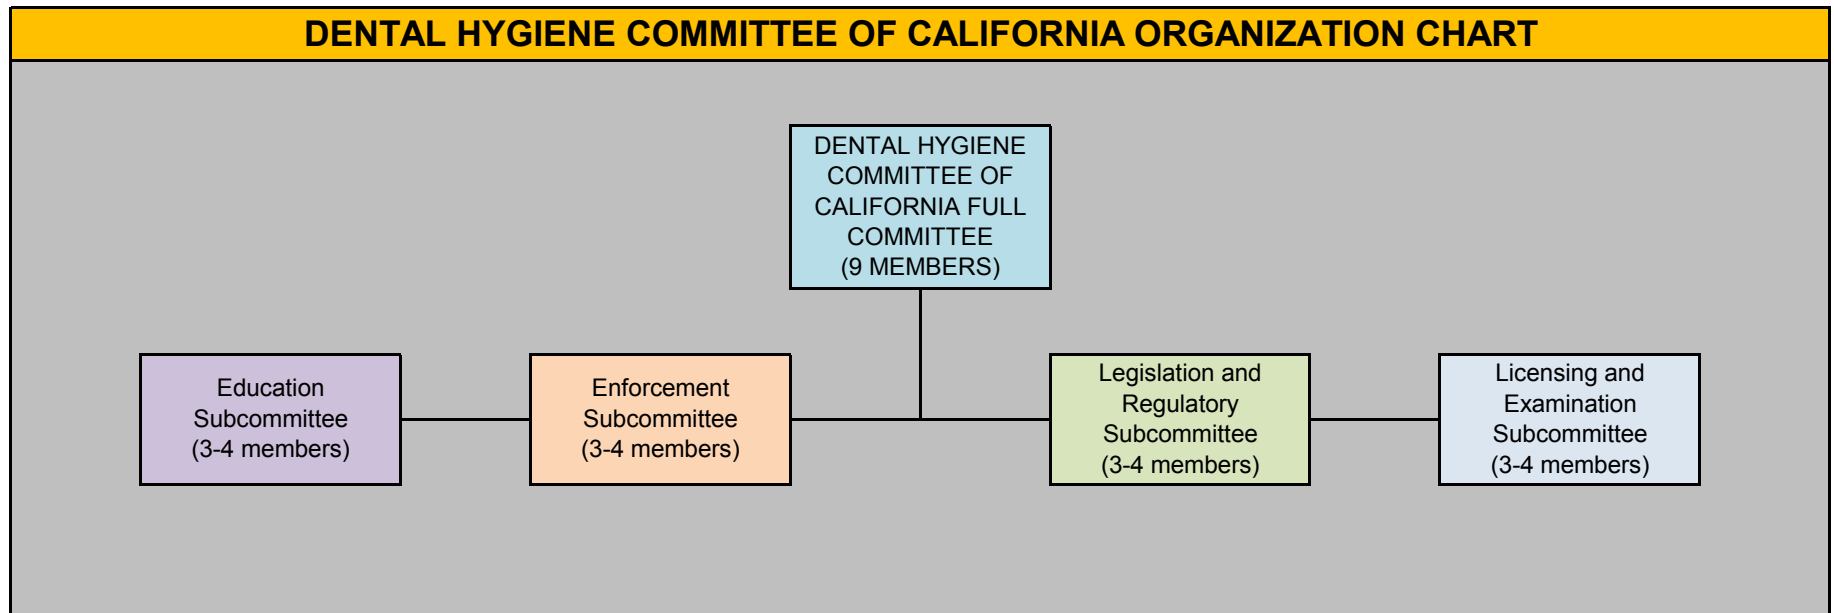 DENTAL HYGIENE COMMITTEE OF CALIFORNIA ORGANIZATION CHART
DENTAL HYGIENE
COMMITTEE OF
CALIFORNIA FULL
COMMITTEE
(9 MEMBERS)
Education
Subcommittee
(3-4 members)
Enforcement
Subcommittee
(3-4 members)
Legislation and
Regulatory
Subcommittee
(3-4 members)
Licensing and
Examination
Subcommittee
(3-4 members)